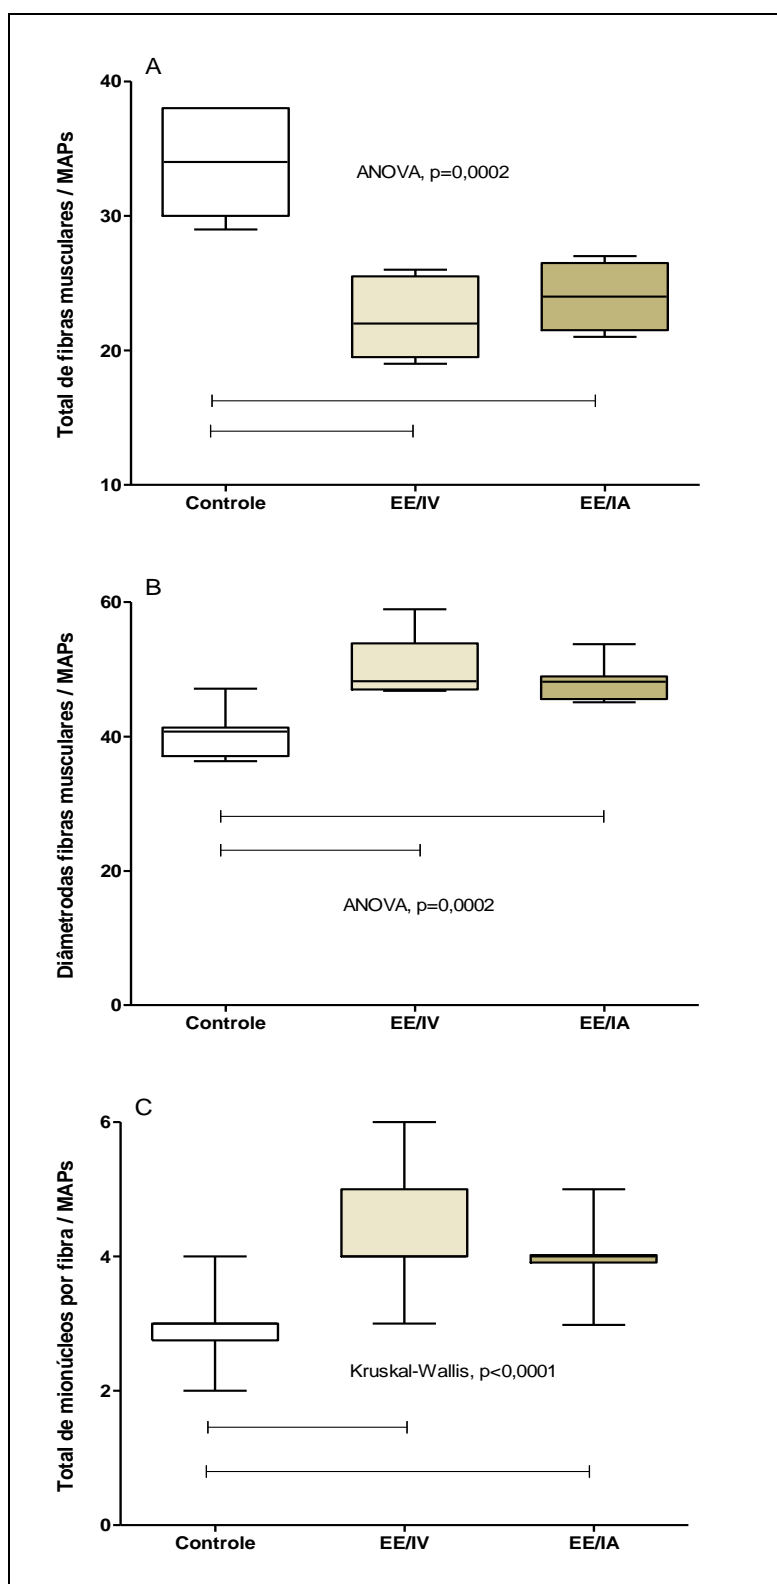 A
Total de fibras musculares / MAPs
40
30
20
10
ANOVA, p=0,0002
Controle EE/IV EE/IA
B
Diâmetrodas fibras musculares / MAPs
60
40
20
0
ANOVA, p=0,0002
Controle EE/IV EE/IA
C
Total de mionúcleos por fibra / MAPs
6
4
2
0
Kruskal-Wallis, p<0,0001
Controle EE/IV EE/IA